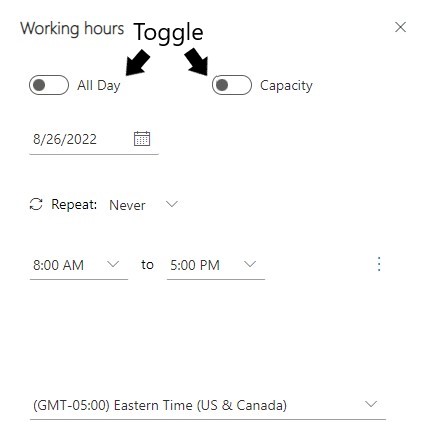 Working hours Toggle
All Day Capacity
8/26/2022
Repeat: Never
8:00 AM to 5:00 PM
(GMT-05:00) Eastern Time (US & Canada)